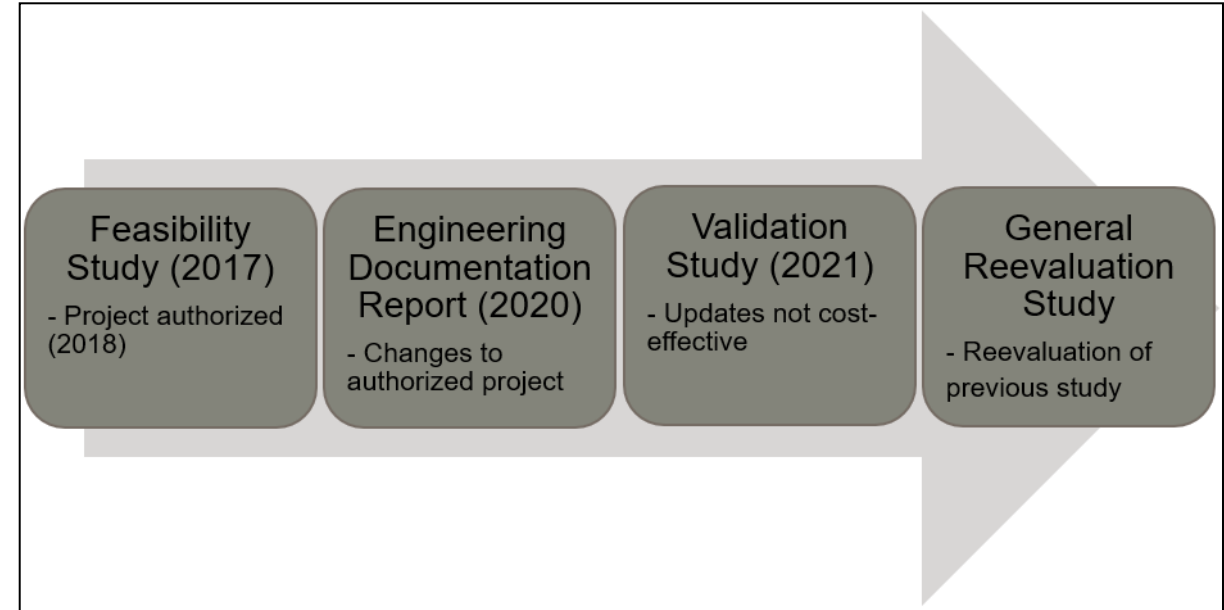 Feasibility
Study (2017)
- Project authorized
(2018)
Engineering
Documentation
Report (2020)
- Changes to
authorized project
Validation
Study (2021)
- Updates not cost-
effective
General
Reevaluation
Study
- Reevaluation of
previous study